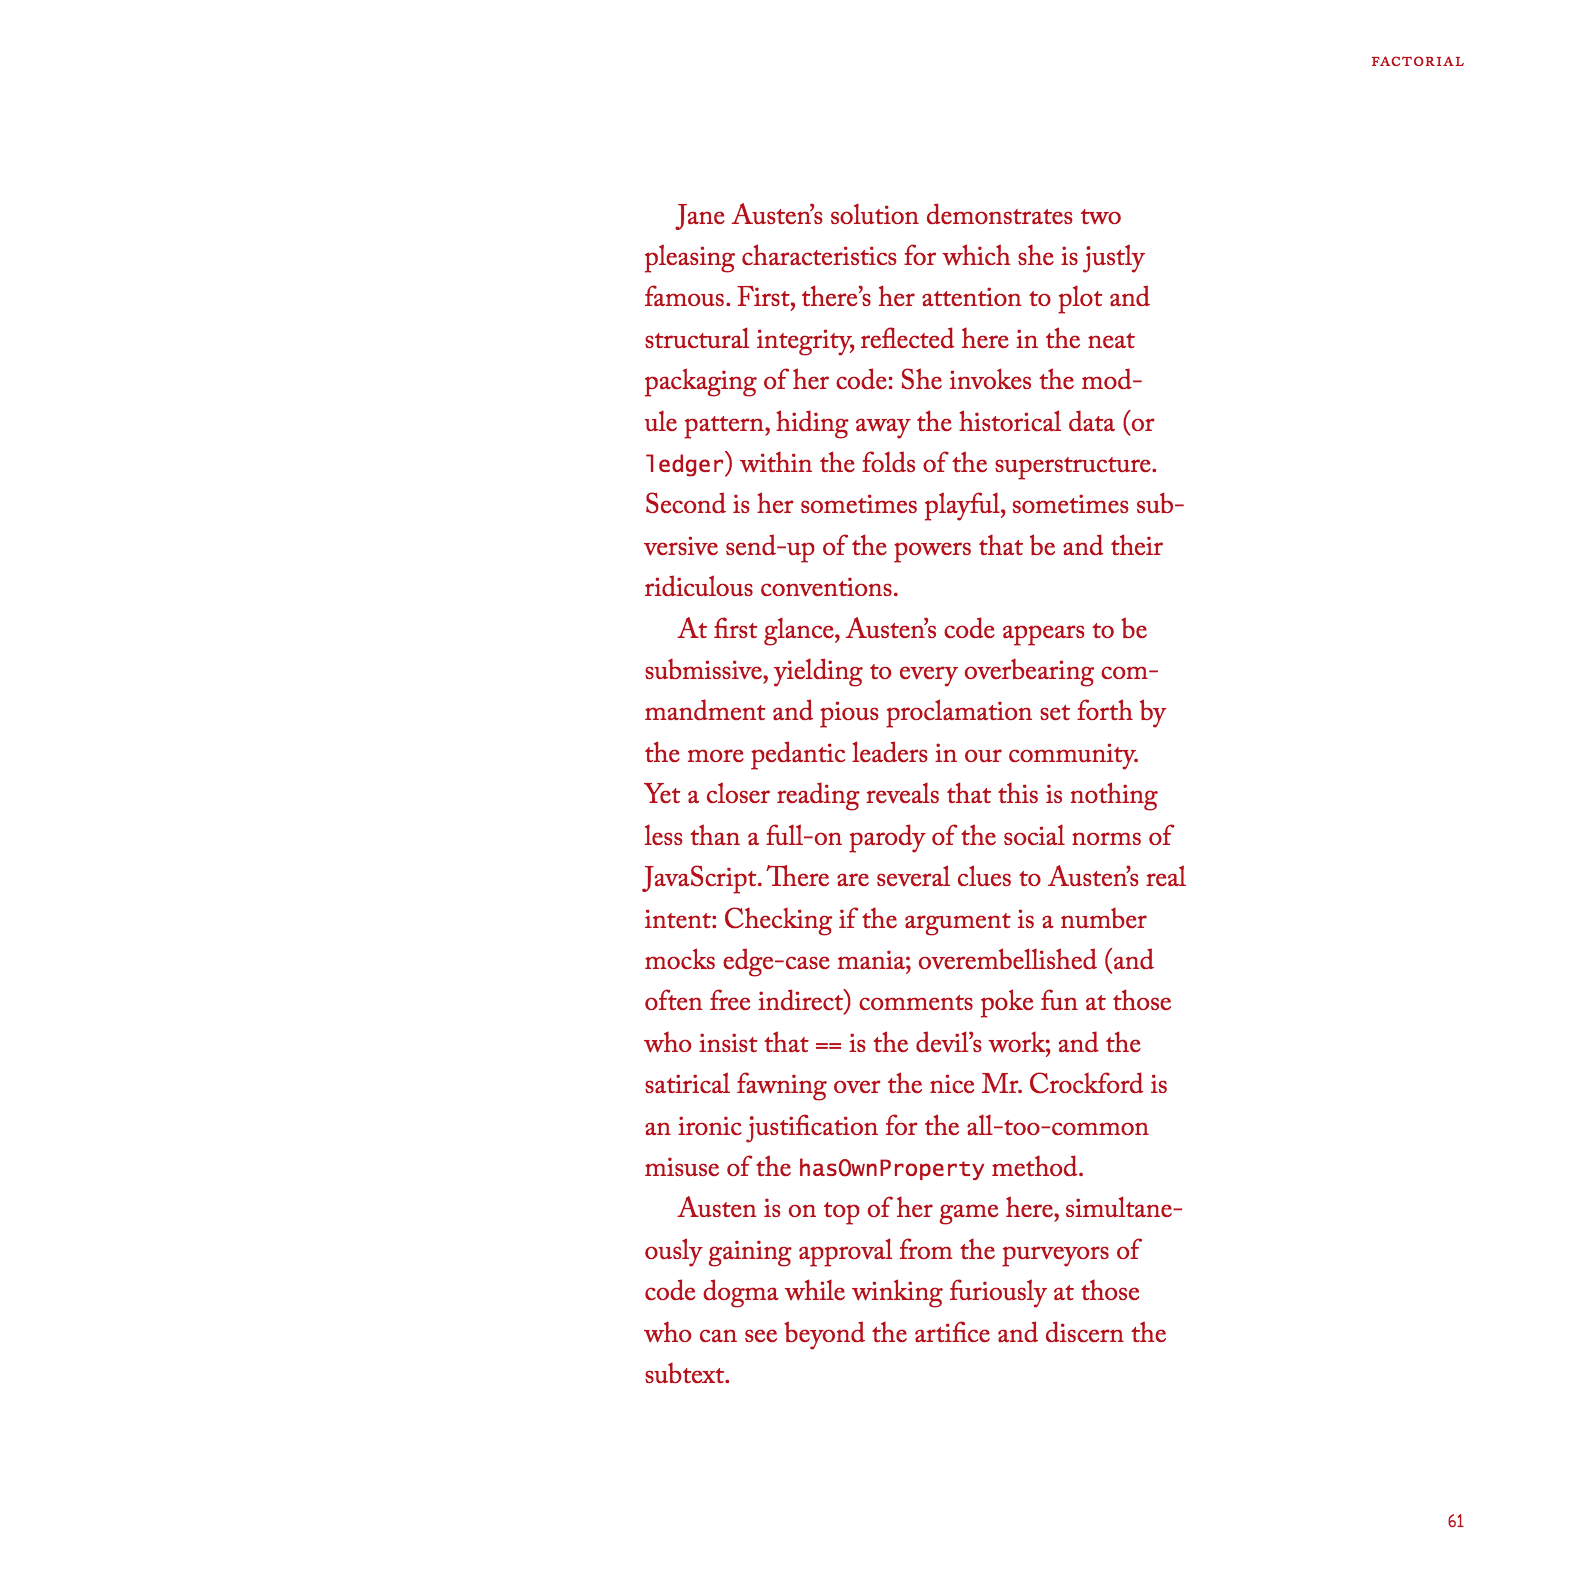 FACTORIAL
Jane Austen’s solution demonstrates two
pleasing characteristics for which she is justly
famous. First, there’s her attention to plot and
structural integrity, reflected here in the neat
packaging of her code: She invokes the mod-
ule pattern, hiding away the historical data (or
ledger) within the folds of the superstructure.
Second is her sometimes playful, sometimes sub-
versive send-up of the powers that be and their
ridiculous conventions.
At first glance, Austen’s code appears to be
submissive, yielding to every overbearing com-
mandment and pious proclamation set forth by
the more pedantic leaders in our community.
Yet a closer reading reveals that this is nothing
less than a full-on parody of the social norms of
JavaScript. There are several clues to Austen’s real
intent: Checking if the argument is a number
mocks edge-case mania; overembellished (and
often free indirect) comments poke fun at those
who insist that == is the devil’s work; and the
satirical fawning over the nice Mr. Crockford is
an ironic justification for the all-too-common
misuse of the hasOwnProperty method.
Austen is on top of her game here, simultane-
ously gaining approval from the purveyors of
code dogma while winking furiously at those
who can see beyond the artifice and discern the
subtext.
61